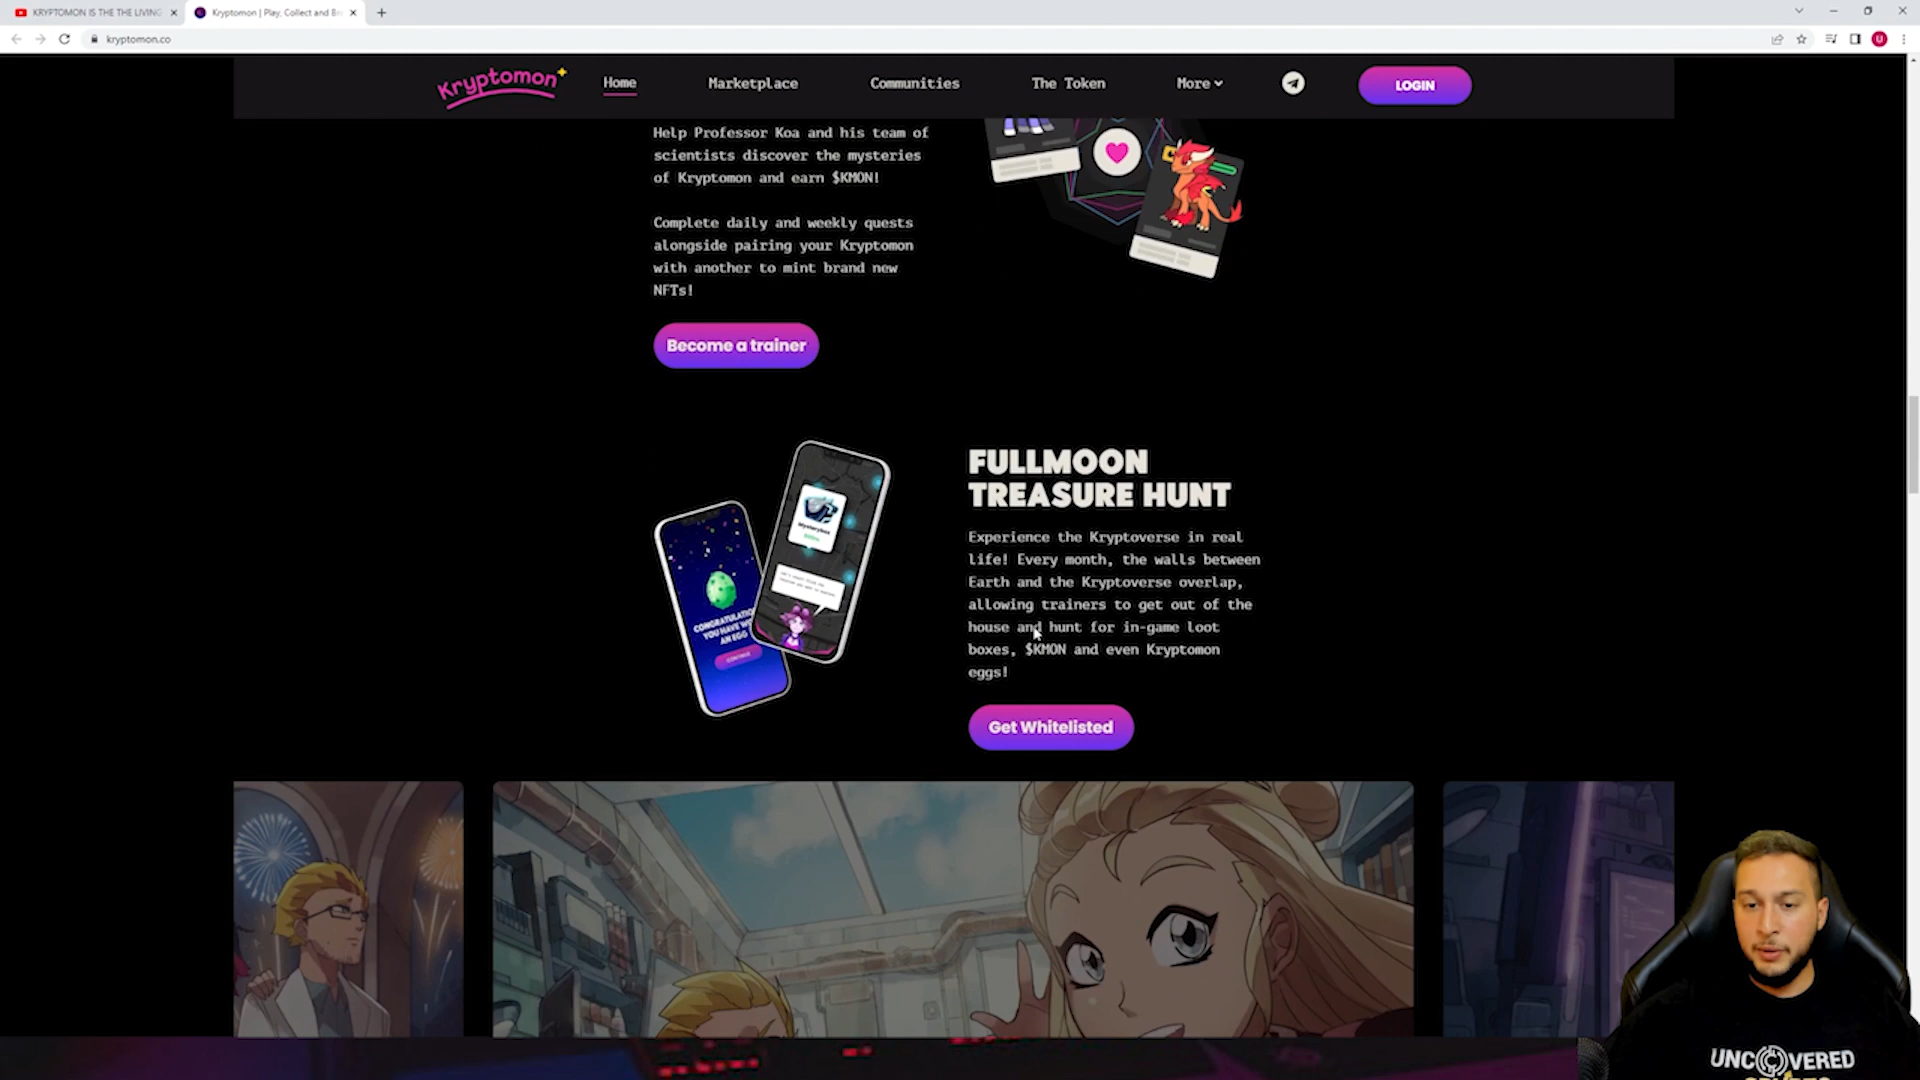 KRYPTOMON IS THE THE LIVING
Kryptomon | Play, Collect and Br
kryptomon.co
U
Kryptomon
Home
Marketplace
Communities
The Token
More
LOGIN
Help Professor Koa and his team of
scientists discover the mysteries
of Kryptomon and earn $KMON!
Complete daily and weekly quests
alongside pairing your Kryptomon
with another to mint brand new
NFTs!
Become a trainer
Mysterybox
CONGRATULATIO
YOU HAVE WO
AN EGG
CONTINUE
FULLMOON
TREASURE HUNT
Experience the Kryptoverse in real
life! Every month, the walls between
Earth and the Kryptoverse overlap,
allowing trainers to get out of the
house and hunt for in-game loot
boxes, $KMON and even Kryptomon
eggs!
Get Whitelisted
UNCOVERED